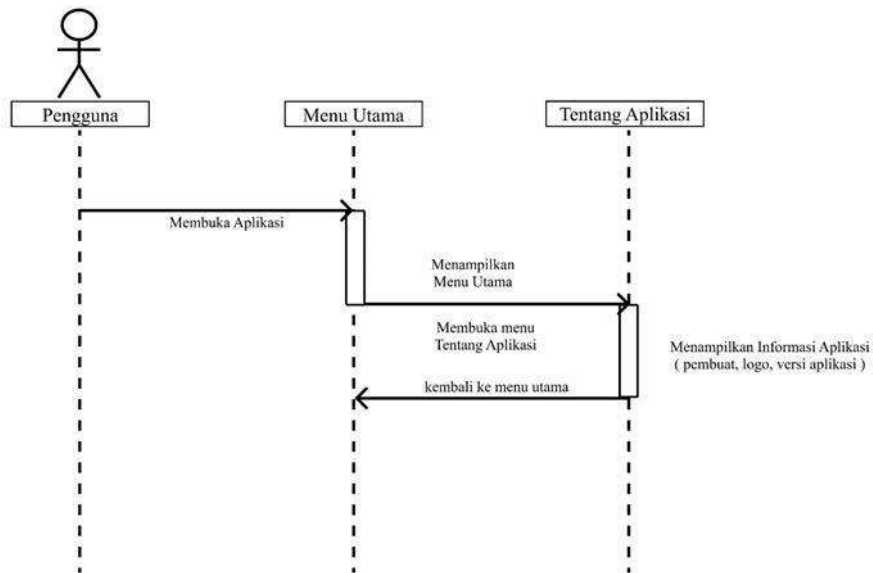 Pengguna
Menu Utama
Tentang Aplikasi
Membuka Aplikasi
Menampilkan
Menu Utama
Membuka menu
Tentang Aplikasi
Menampilkan Informasi Aplikasi
( pembuat, logo, versi aplikasi )
kembali ke menu utama